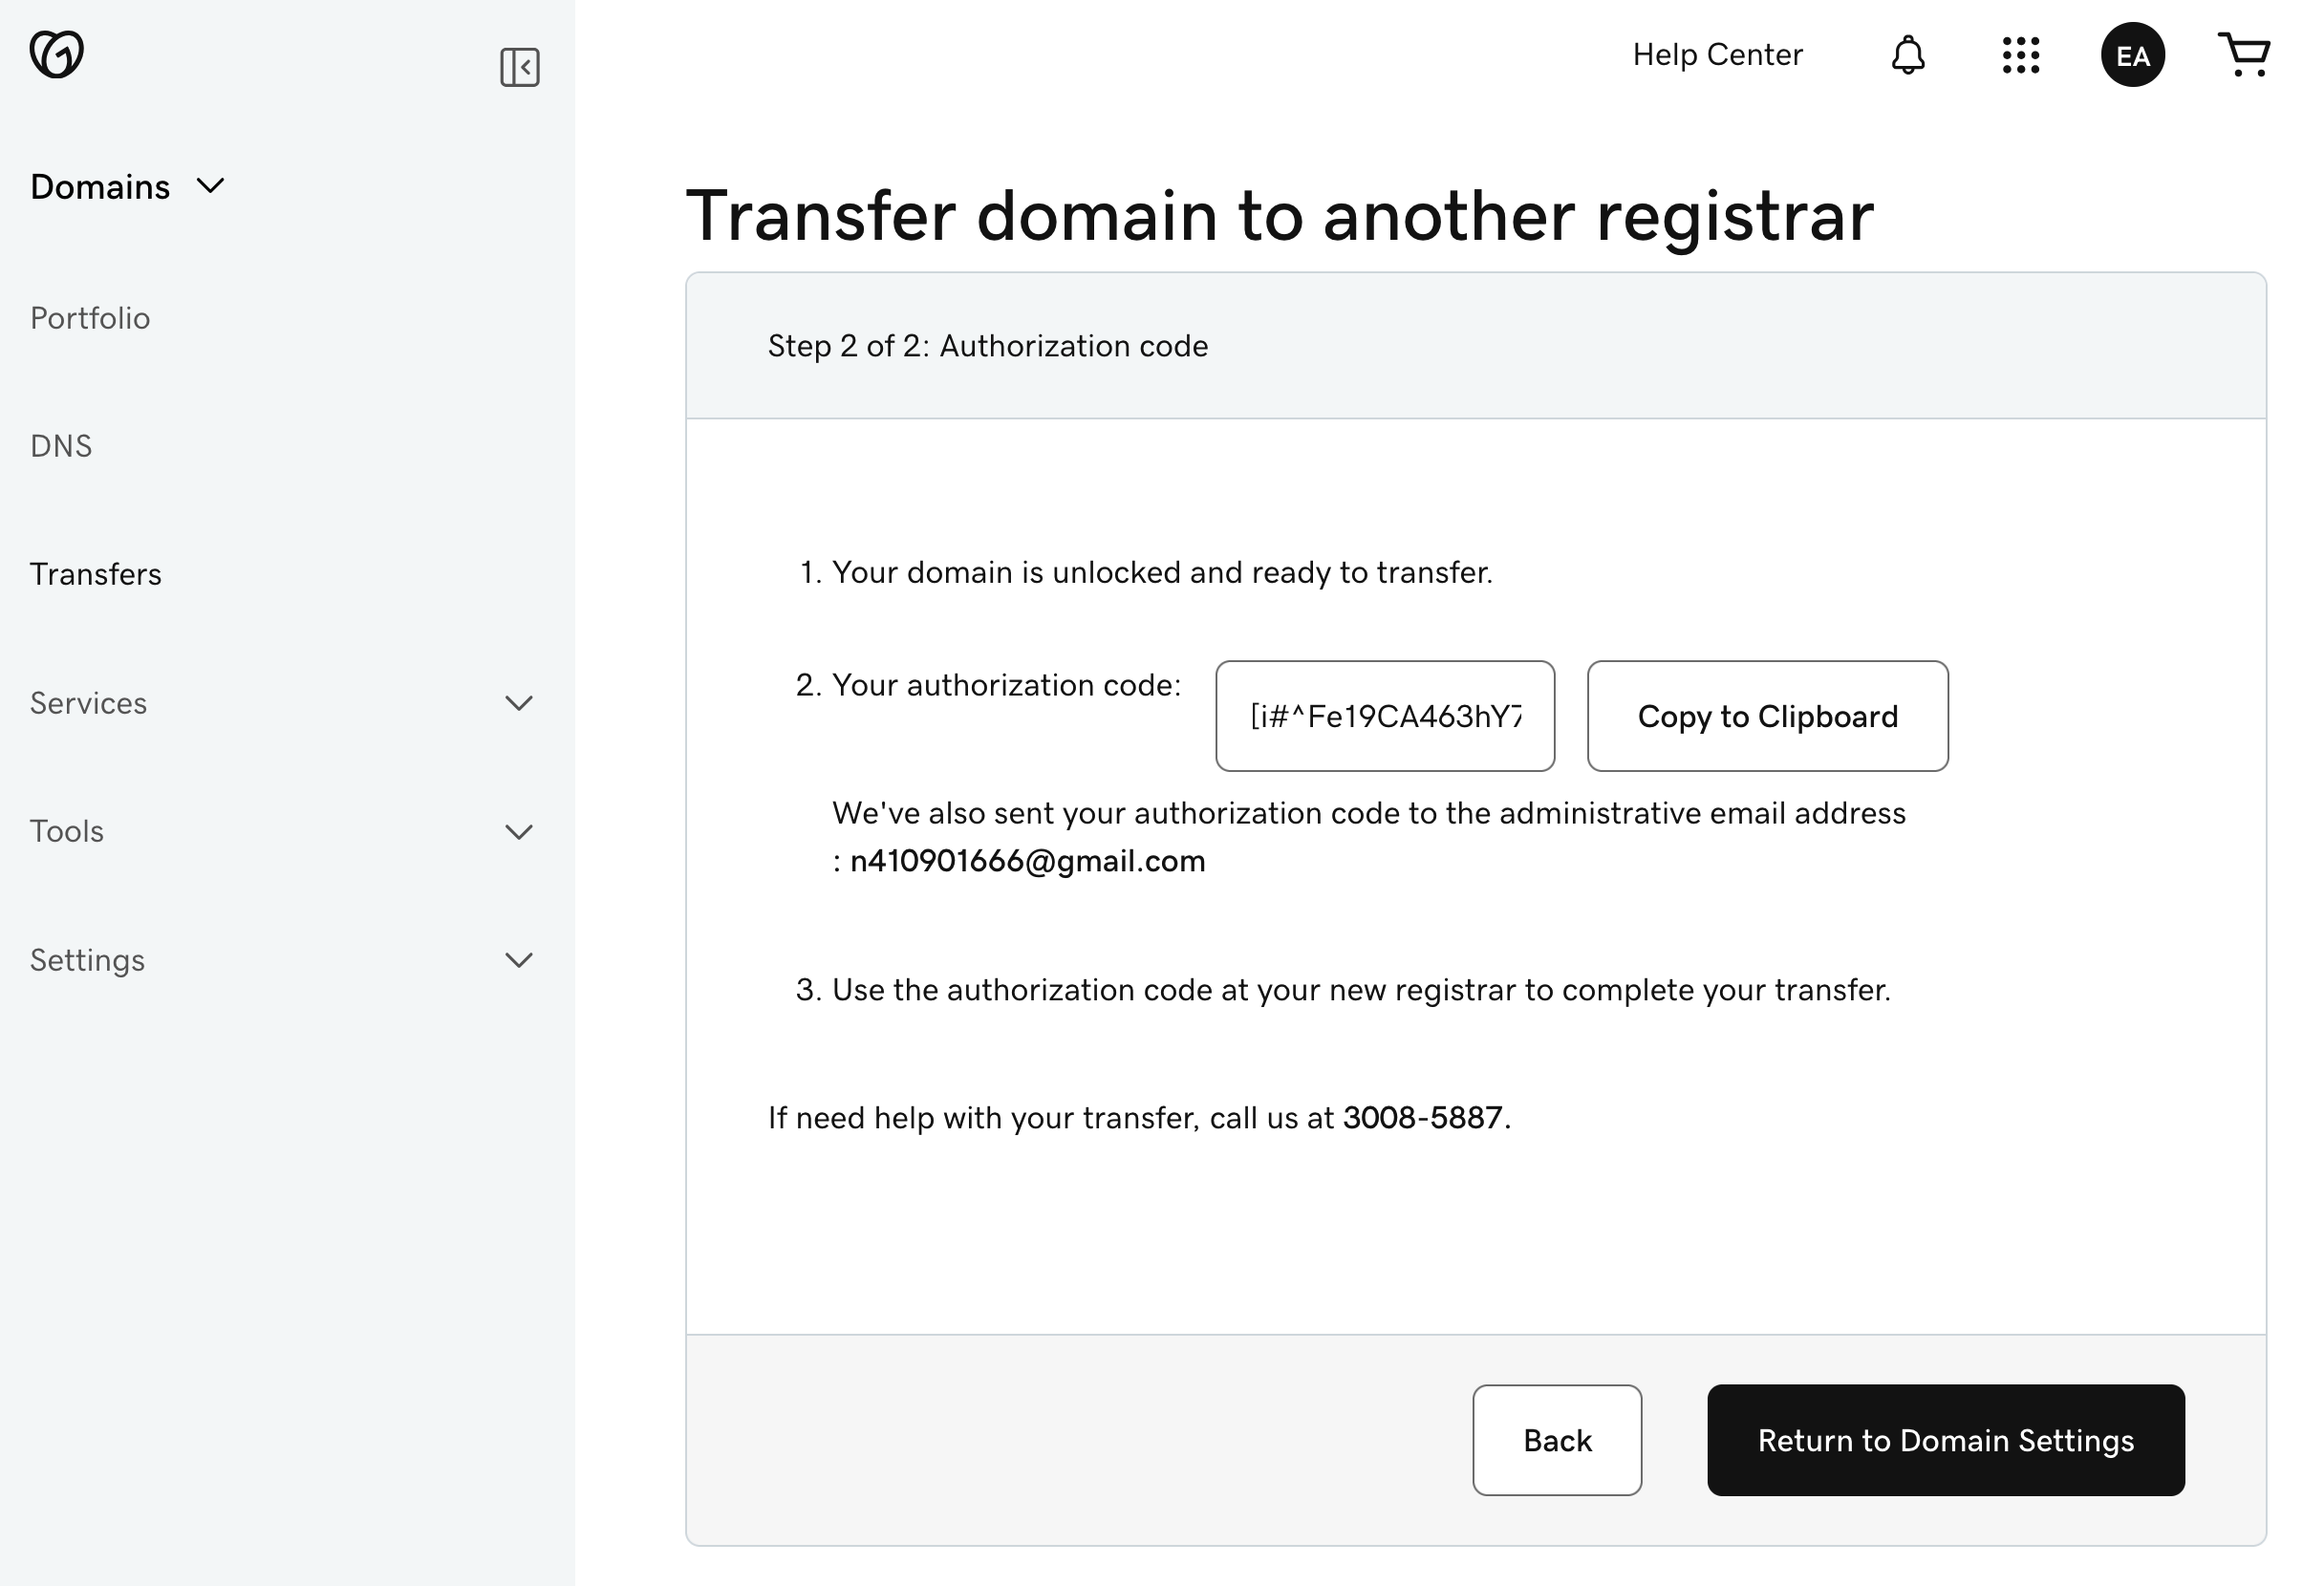 Help Center
EA
Domains
Portfolio
DNS
Transfers
Services
Tools
Settings
Transfer domain to another registrar
Step 2 of 2: Authorization code
1. Your domain is unlocked and ready to transfer.
2. Your authorization code: [i#^Fe19CA463hY7 Copy to Clipboard
We've also sent your authorization code to the administrative email address
: n410901666@gmail.com
3. Use the authorization code at your new registrar to complete your transfer.
If need help with your transfer, call us at 3008-5887.
Back Return to Domain Settings